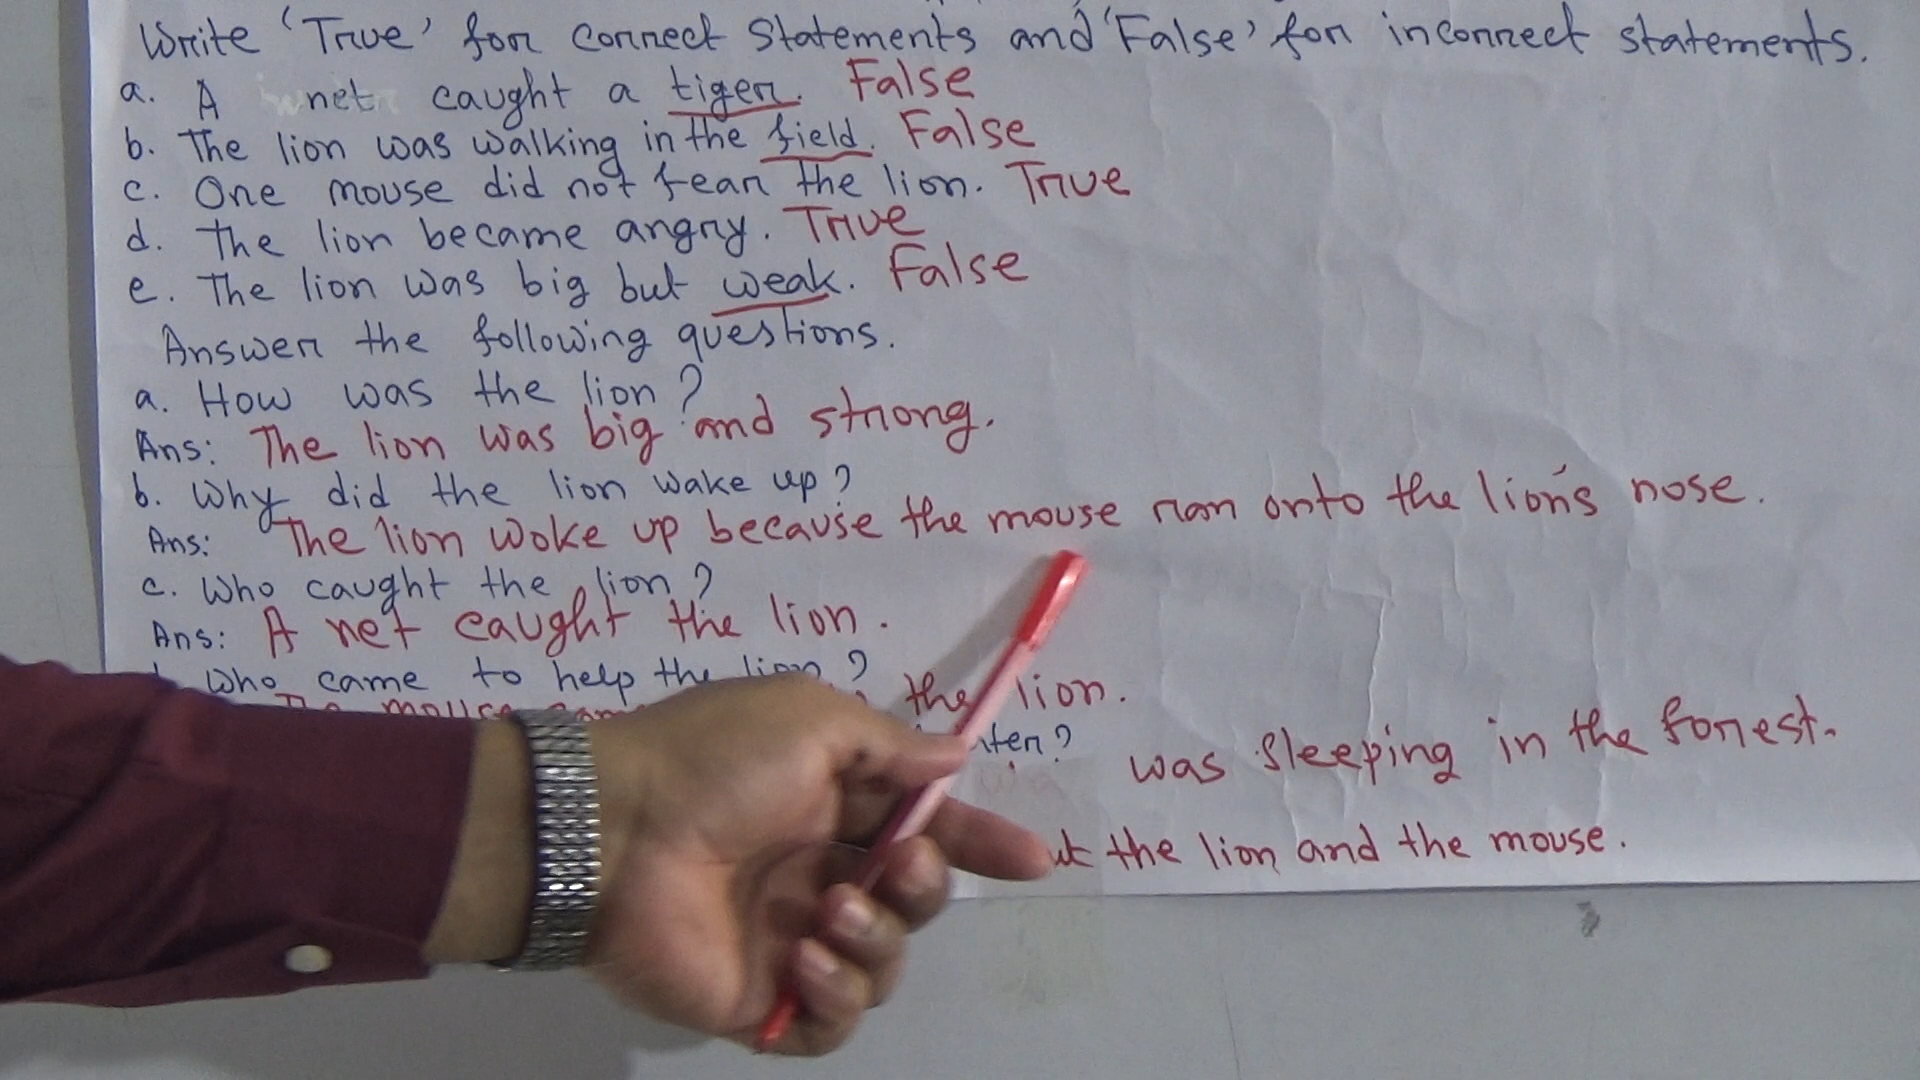 Write 'True' for correct statements and 'False' for incorrect statements.
a. A net caught a tiger. False
b. The lion was walking in the field. False
c. One mouse did not fear the lion. True
d. The lion became angry. True
e. The lion was big but weak. False
Answer the following questions.
a. How was the lion?
Ans: The lion was big and strong.
b. Why did the lion wake up?
Ans: The lion woke up because the mouse ran onto the lion's nose.
c. Who caught the lion?
Ans: A net caught the lion.
Who came to help the lion?
The mouse came the lion.
was sleeping in the forest.
the lion and the mouse.